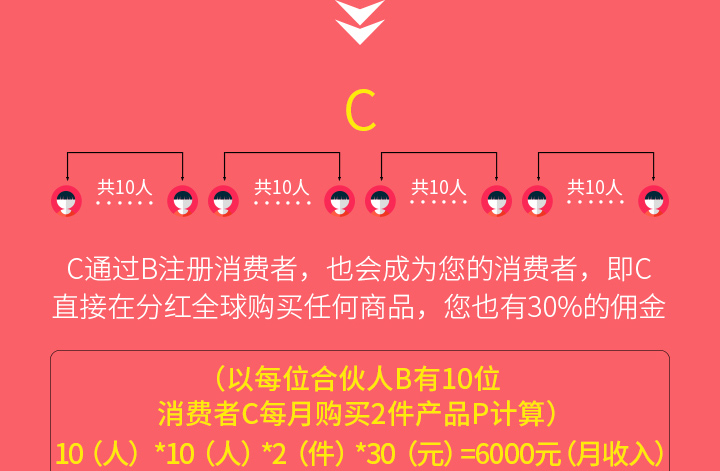 C
共10人 共10人 共10人 共10人
C通过B注册消费者，也会成为您的消费者，即C
直接在分红全球购买任何商品，您也有30%的佣金
（以每位合伙人B有10位
消费者C每月购买2件产品P计算）
10（人）*10（人）*2（件）*30（元）=6000元（月收入）